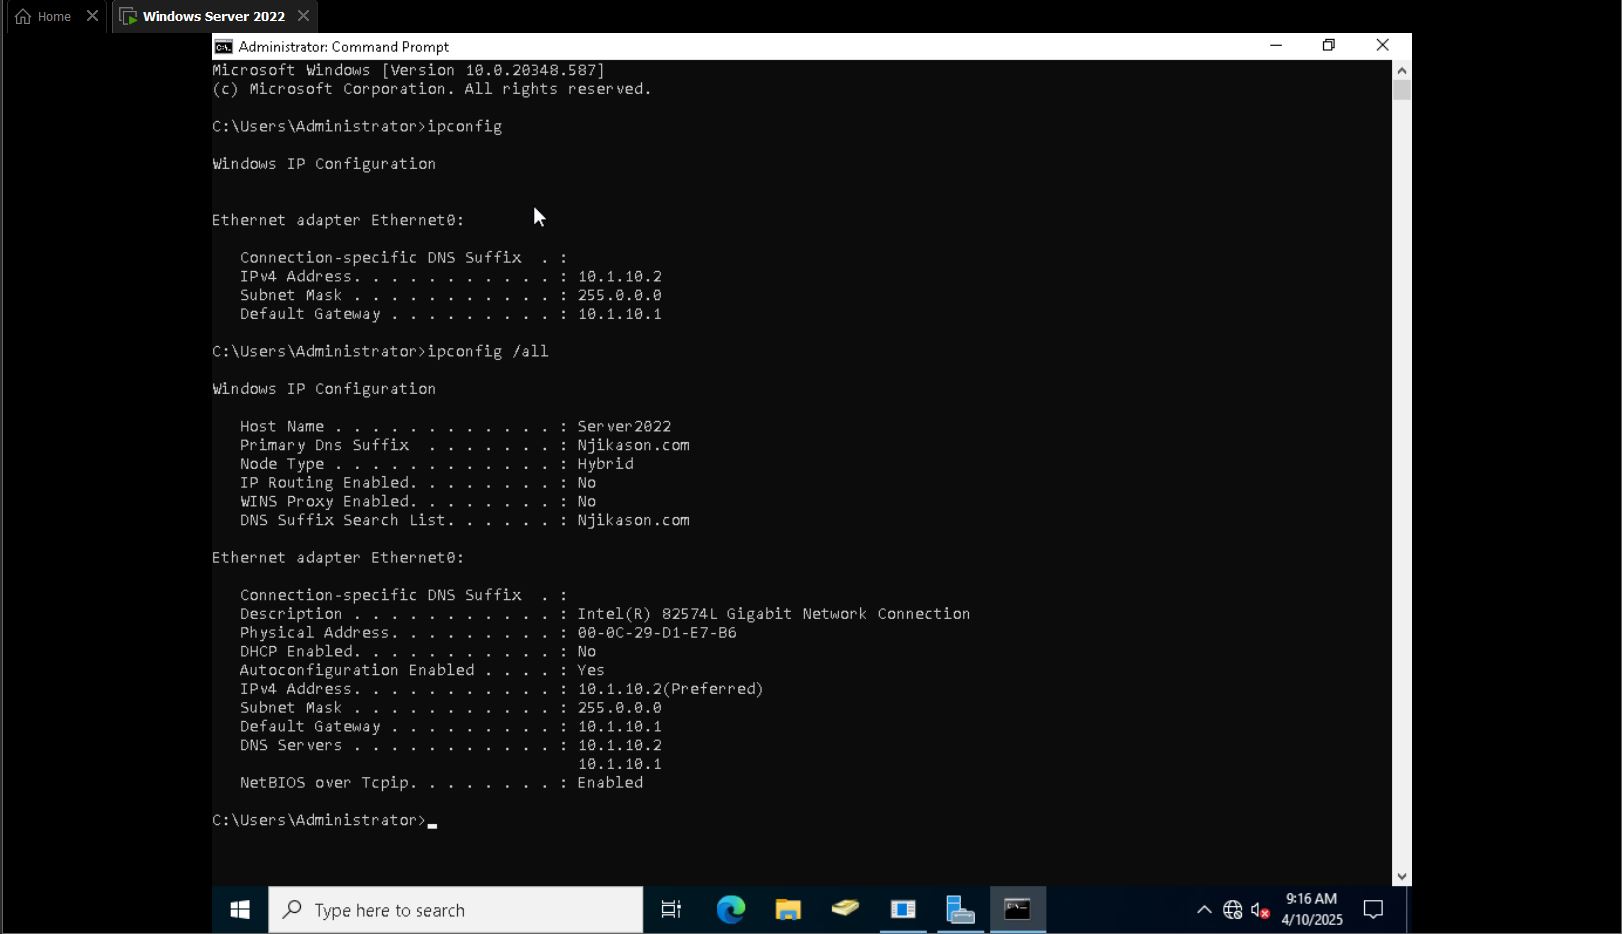 Home
Windows Server 2022
Administrator: Command Prompt
Microsoft Windows [Version 10.0.20348.587]
(c) Microsoft Corporation. All rights reserved.
C:\Users\Administrator>ipconfig
Windows IP Configuration
Ethernet adapter Ethernet0:
Connection-specific DNS Suffix  . :
IPv4 Address. . . . . . . . . . . : 10.1.10.2
Subnet Mask . . . . . . . . . . . : 255.0.0.0
Default Gateway . . . . . . . . . : 10.1.10.1
C:\Users\Administrator>ipconfig /all
Windows IP Configuration
Host Name . . . . . . . . . . . . : Server2022
Primary Dns Suffix  . . . . . . . : Njikason.com
Node Type . . . . . . . . . . . . : Hybrid
IP Routing Enabled. . . . . . . . : No
WINS Proxy Enabled. . . . . . . . : No
DNS Suffix Search List. . . . . . : Njikason.com
Ethernet adapter Ethernet0:
Connection-specific DNS Suffix  . :
Description . . . . . . . . . . . : Intel(R) 82574L Gigabit Network Connection
Physical Address. . . . . . . . . : 00-0C-29-D1-E7-B6
DHCP Enabled. . . . . . . . . . . : No
Autoconfiguration Enabled . . . . : Yes
IPv4 Address. . . . . . . . . . . : 10.1.10.2(Preferred)
Subnet Mask . . . . . . . . . . . : 255.0.0.0
Default Gateway . . . . . . . . . : 10.1.10.1
DNS Servers . . . . . . . . . . . : 10.1.10.2
10.1.10.1
NetBIOS over Tcpip. . . . . . . . : Enabled
C:\Users\Administrator>
Type here to search
9:16 AM
4/10/2025